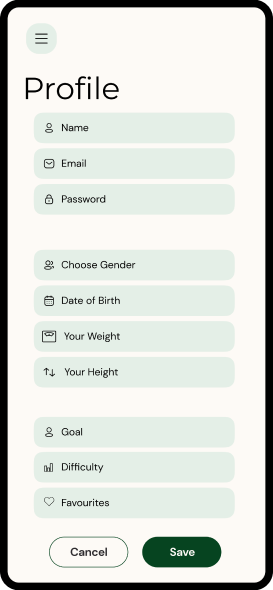 Profile
Name
Email
Password
Choose Gender
Date of Birth
Your Weight
Your Height
Goal
Difficulty
Favourites
Cancel
Save